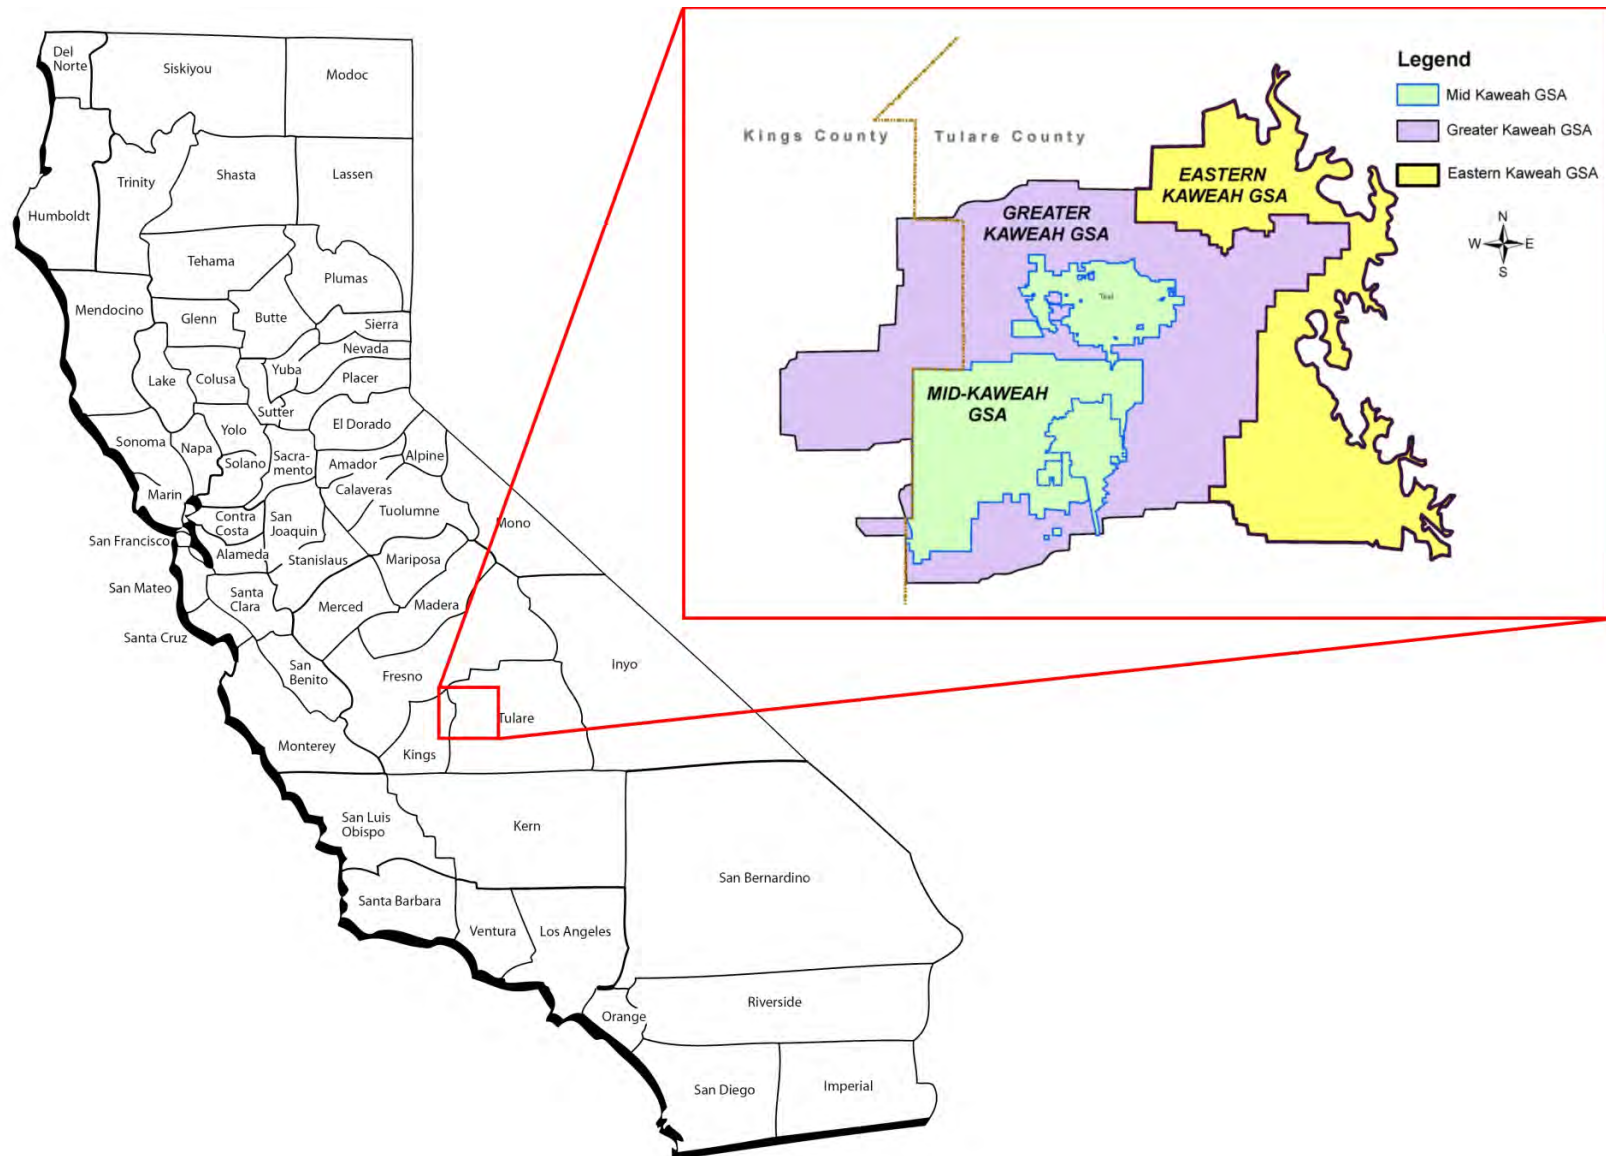 Del
Norte
Siskiyou
Modoc
Humboldt
Trinity
Shasta
Lassen
Tehama
Plumas
Mendocino
Glenn
Butte
Sierra
Nevada
Yuba
Placer
Lake
Colusa
Sutter
El Dorado
Sonoma
Napa
Yolo
Solano
Sacra-
mento
Amador
Alpine
Calaveras
Tuolumne
Mono
Marin
Contra
Costa
San
Joaquin
San Francisco
Alameda
Stanislaus
Mariposa
San Mateo
Santa
Clara
Merced
Madera
Santa Cruz
San
Benito
Fresno
Inyo
Tulare
Monterey
Kings
San Luis
Obispo
Kern
San Bernardino
Santa Barbara
Ventura
Los Angeles
Orange
Riverside
San Diego
Imperial
Kings County
Tulare County
EASTERN
KAWEAH GSA
GREATER
KAWEAH GSA
MID-KAWEAH
GSA
Legend
Mid Kaweah GSA
Greater Kaweah GSA
Eastern Kaweah GSA
N
W
E
S